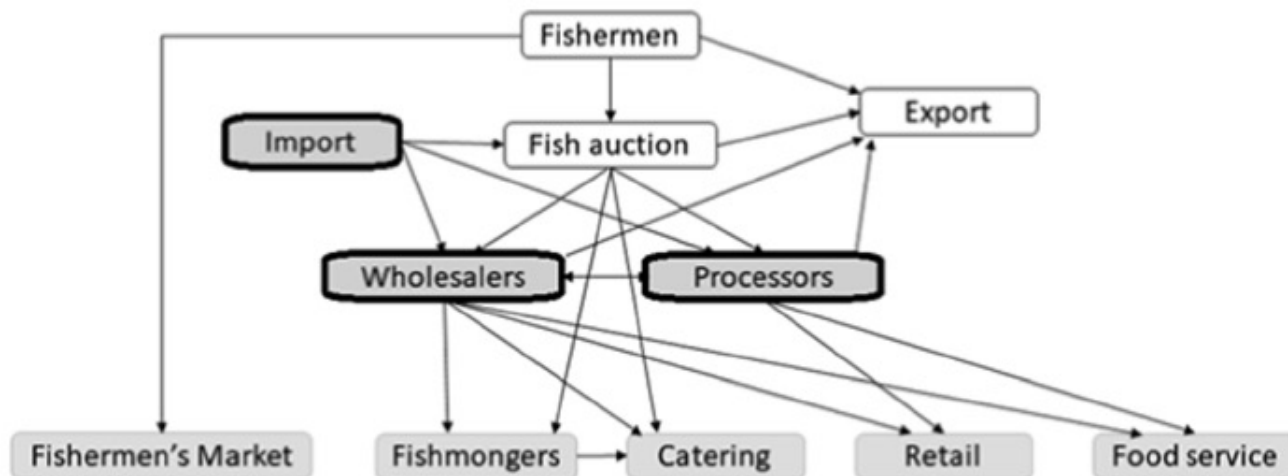 Fishermen
Export
Import
Fish auction
Wholesalers
Processors
Fishermen's Market
Fishmongers
Catering
Retail
Food service